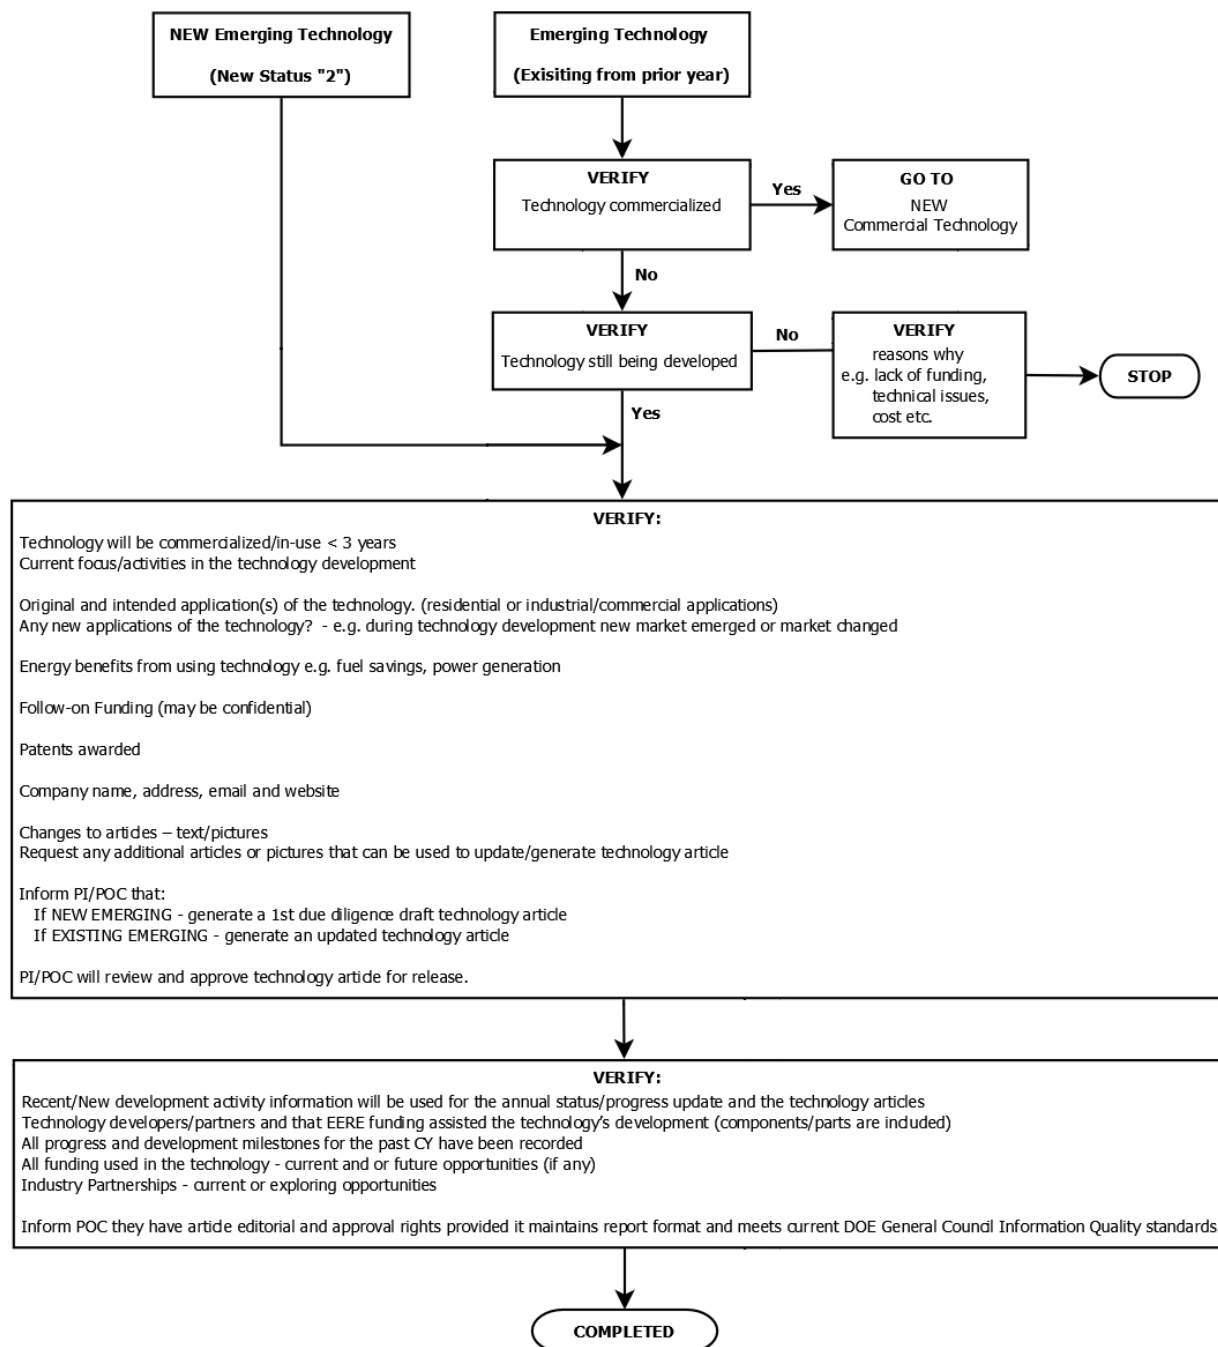 NEW Emerging Technology
(New Status "2")
Emerging Technology
(Exisiting from prior year)
VERIFY
Technology commercialized
Yes
GO TO
NEW
Commercial Technology
No
VERIFY
Technology still being developed
No
VERIFY
reasons why
e.g. lack of funding,
technical issues,
cost etc.
STOP
Yes
VERIFY:
Technology will be commercialized/in-use < 3 years
Current focus/activities in the technology development
Original and intended application(s) of the technology. (residential or industrial/commercial applications)
Any new applications of the technology?  - e.g. during technology development new market emerged or market changed
Energy benefits from using technology e.g. fuel savings, power generation
Follow-on Funding (may be confidential)
Patents awarded
Company name, address, email and website
Changes to articles – text/pictures
Request any additional articles or pictures that can be used to update/generate technology article
Inform PI/POC that:
If NEW EMERGING - generate a 1st due diligence draft technology article
If EXISTING EMERGING - generate an updated technology article
PI/POC will review and approve technology article for release.
VERIFY:
Recent/New development activity information will be used for the annual status/progress update and the technology articles
Technology developers/partners and that EERE funding assisted the technology’s development (components/parts are included)
All progress and development milestones for the past CY have been recorded
All funding used in the technology - current and or future opportunities (if any)
Industry Partnerships - current or exploring opportunities
Inform POC they have article editorial and approval rights provided it maintains report format and meets current DOE General Council Information Quality standards.
COMPLETED